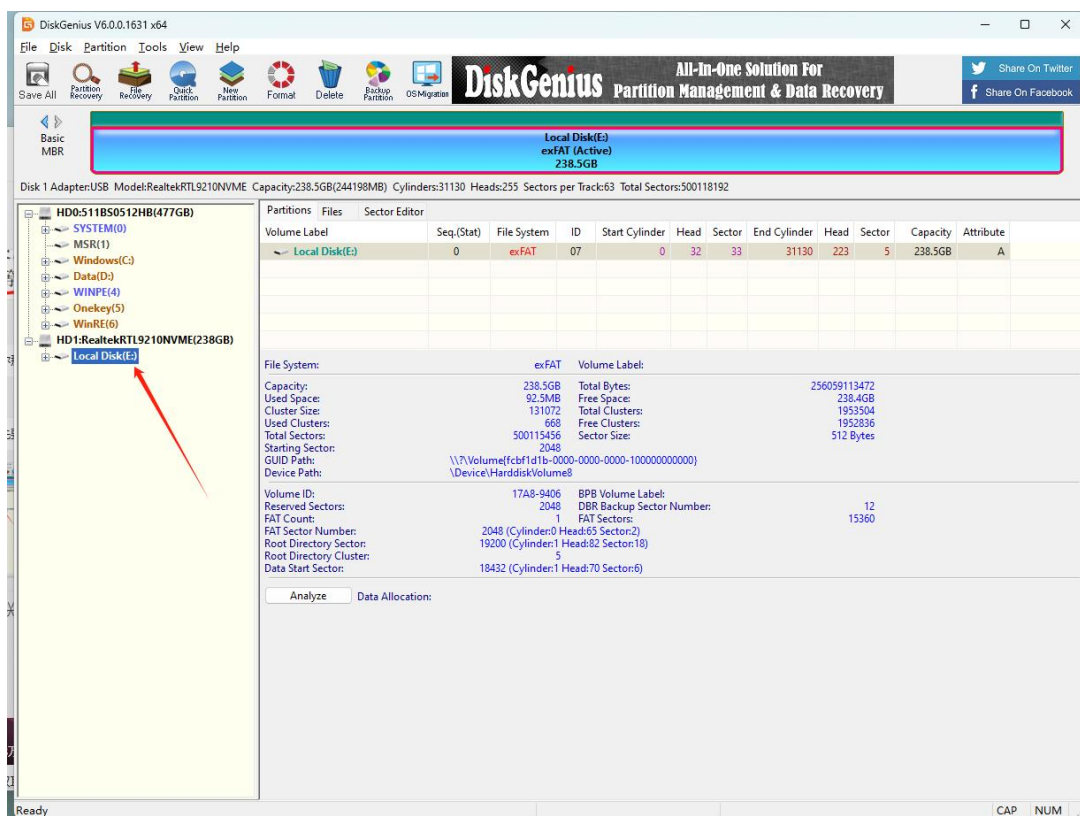 DiskGenius V6.0.0.1631 x64
File Disk Partition Tools View Help
Save All Partition Recovery File Recovery Quick Partition New Partition Format Delete Backup Partition OS Migration
DiskGenius All-In-One Solution For Partition Management & Data Recovery
Share On Twitter
Share On Facebook
Basic
MBR
Local Disk(E:)
exFAT (Active)
238.5GB
Disk 1 Adapter:USB Model:RealtekRTL9210NVME Capacity:238.5GB(244198MB) Cylinders:31130 Heads:255 Sectors per Track:63 Total Sectors:500118192
HD0:511BS0512HB(477GB)
SYSTEM(0)
MSR(1)
Windows(C:)
Data(D:)
WINPE(4)
Onekey(5)
WinRE(6)
HD1:RealtekRTL9210NVME(238GB)
Local Disk(E:)
Partitions Files Sector Editor
Volume Label Seq.(Stat) File System ID Start Cylinder Head Sector End Cylinder Head Sector Capacity Attribute
Local Disk(E:) 0 exFAT 07 0 32 33 31130 223 5 238.5GB A
File System: exFAT Volume Label:
Capacity: 238.5GB Total Bytes: 256059113472
Used Space: 92.5MB Free Space: 238.4GB
Cluster Size: 131072 Total Clusters: 1953504
Used Clusters: 668 Free Clusters: 1952836
Total Sectors: 500115456 Sector Size: 512 Bytes
Starting Sector: 2048
GUID Path: \\?\Volume{fcbf1d1b-0000-0000-0000-100000000000}
Device Path: \Device\HarddiskVolume8
Volume ID: 17A8-9406 BPB Volume Label:
Reserved Sectors: 2048 DBR Backup Sector Number: 12
FAT Count: 1 FAT Sectors: 15360
FAT Sector Number: 2048 (Cylinder:0 Head:65 Sector:2)
Root Directory Sector: 19200 (Cylinder:1 Head:82 Sector:18)
Root Directory Cluster: 5
Data Start Sector: 18432 (Cylinder:1 Head:70 Sector:6)
Analyze Data Allocation:
Ready CAP NUM